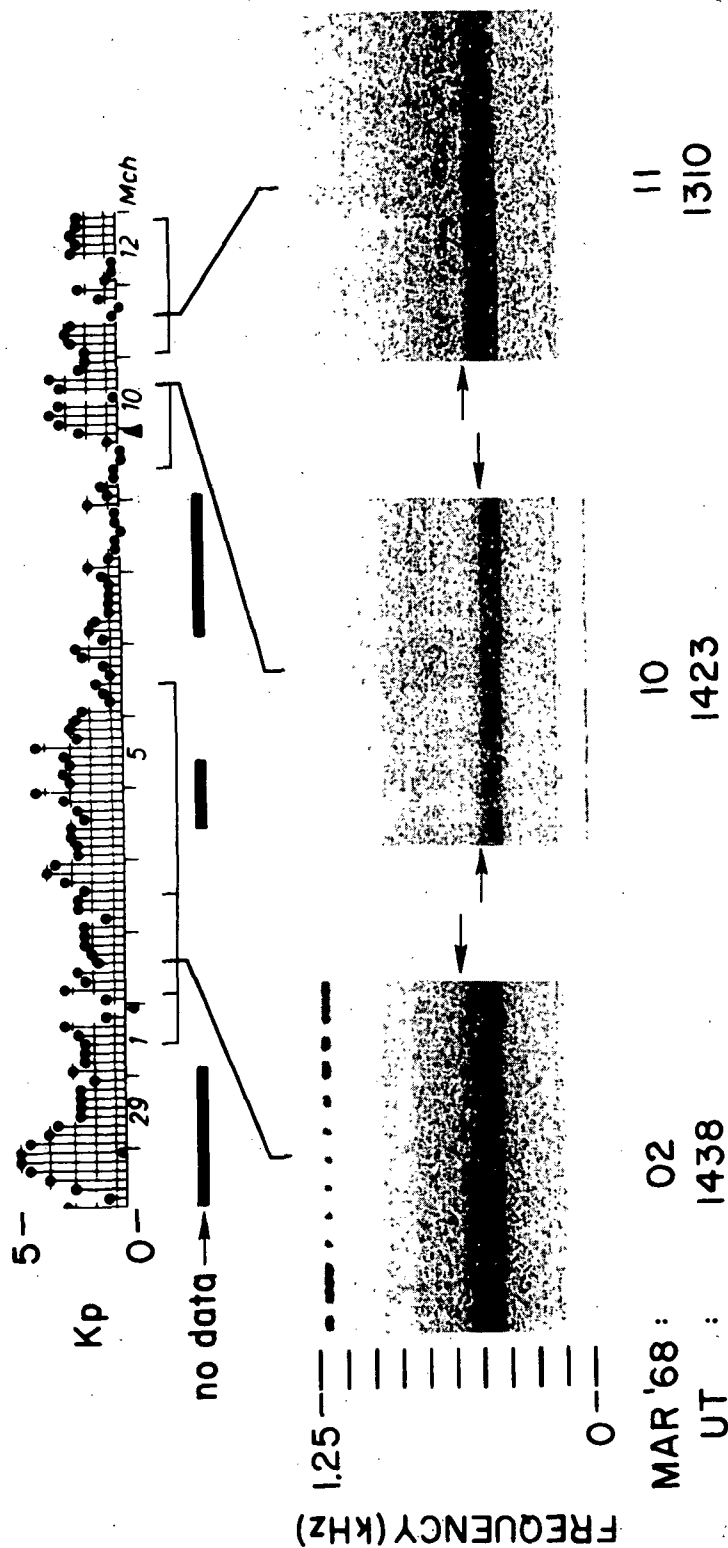 5
Kp
0
29 1 5 10 12 Mch
no data →
1.25
FREQUENCY (kHz)
0
MAR '68 : 02 10 11
UT : 1438 1423 1310